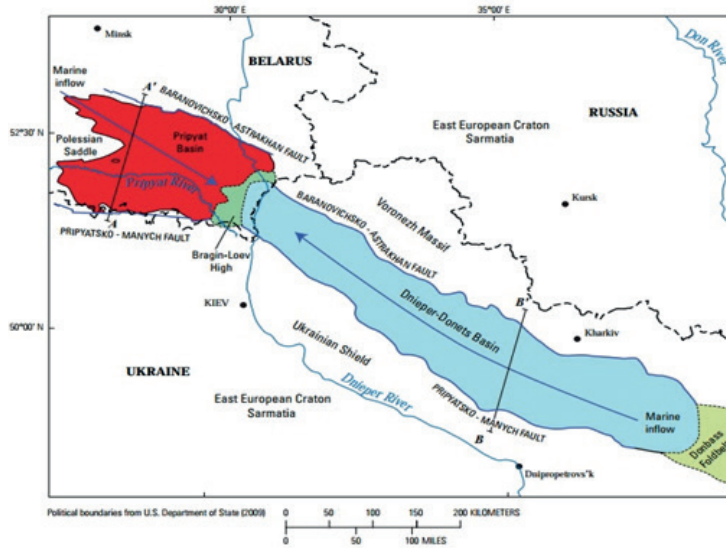 30°00' E
35°00' E
Minsk
BELARUS
Don River
Marine
inflow
A'
BARANOVICHSKO - ASTRAKHAN FAULT
RUSSIA
52°30'
N
East European Craton
Sarmatia
Polessian
Saddle
Pripyat
Basin
Pripyat River
Voronezh Massif
Kursk
A
PRIPYATSKO - MANYCH FAULT
BARANOVICHSKO -
ASTRAKHAN FAULT
Bragin-Loev
High
KIEV
50°00' N
Dnieper-Donets Basin
B'
Kharkiv
Ukrainian Shield
UKRAINE
Dnieper River
East European Craton
Sarmatia
PRIPYATSKO - MANYCH FAULT
B
Marine
inflow
Donbass
Foldbelt
Dnipropetrovs'k
Political boundaries from U.S. Department of State (2009)
0 50 100 150 200 KILOMETERS
0 50 100 MILES